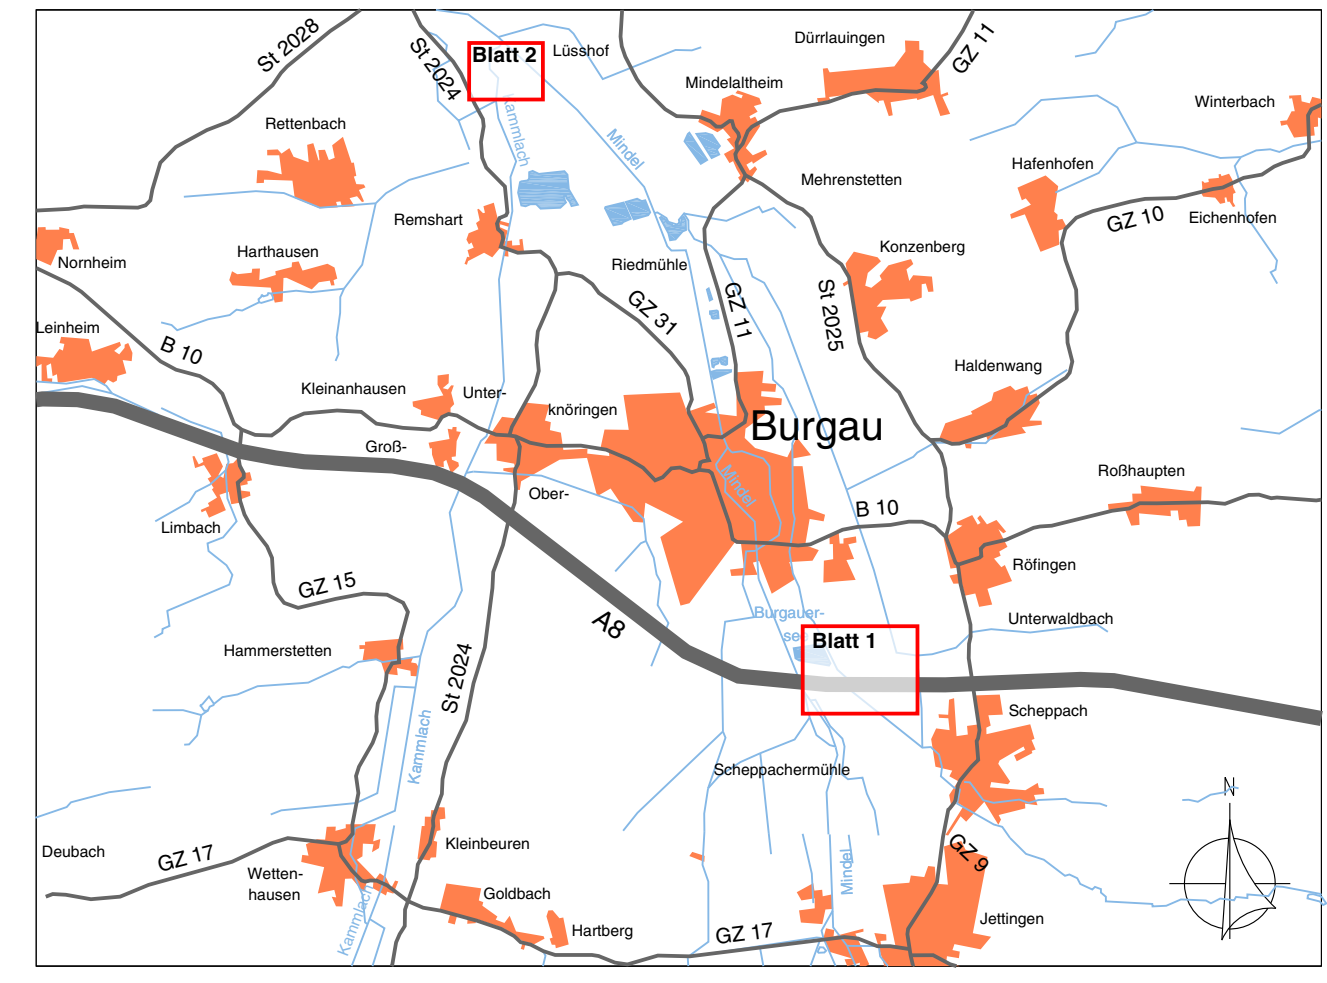 St 2028
St 2024
Blatt 2
Lüsshof
Dürrlauingen
GZ 11
Mindelaltheim
Winterbach
Rettenbach
Kammlach
Mindel
Hafenhofen
Mehrenstetten
Remshart
GZ 10
Eichenhofen
Nornheim
Harthausen
Riedmühle
Konzenberg
GZ 31
GZ 11
St 2025
Leinheim
B 10
Haldenwang
Kleinanhausen
Unter-
knöringen
Burgau
Groß-
Roßhaupten
Mindel
Ober-
B 10
Limbach
Röfingen
GZ 15
A8
Burgauer-
see
Unterwaldbach
Blatt 1
Hammerstetten
St 2024
Scheppach
Kammlach
Scheppachermühle
N
Deubach
GZ 17
Kleinbeuren
Mindel
GZ 9
Wetten-
hausen
Goldbach
Kammlach
Hartberg
GZ 17
Jettingen